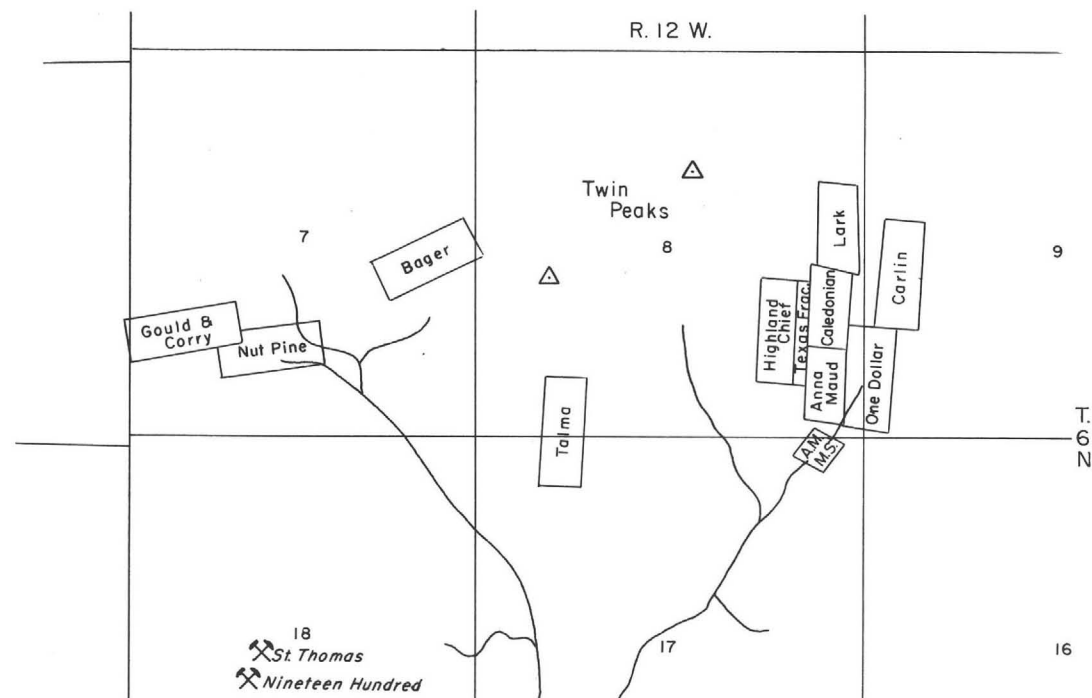 R. 12 W.
Twin
Peaks
7
8
9
Bager
Lark
Carlin
Gould &
Corry
Nut Pine
Highland
Chief
Texas Frac.
Caledonian
Anna
Maud
One Dollar
Talma
T.
6
N
A.M.
M.S.
18
17
16
St. Thomas
Nineteen Hundred